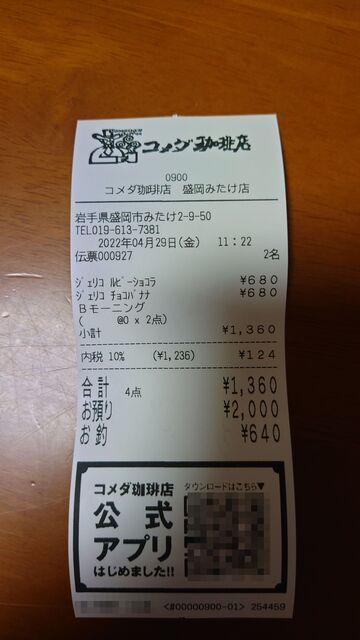 コメダ珈琲店
0900
コメダ珈琲店 盛岡みたけ店
岩手県盛岡市みたけ2-9-50
TEL019-613-7381
2022年04月29日(金) 11:22
伝票000927 2名
ジェリコ ルビーショコラ ¥680
ジェリコ チョコバナナ ¥680
Bモーニング
( @0 x 2点)
小計 ¥1,360
内税 10% (¥1,236) ¥124
合計 4点 ¥1,360
お預り ¥2,000
お釣 ¥640
コメダ珈琲店 ダウンロードはこちら▼
公式
アプリ
はじめました!!
<#00000900-01> 254459